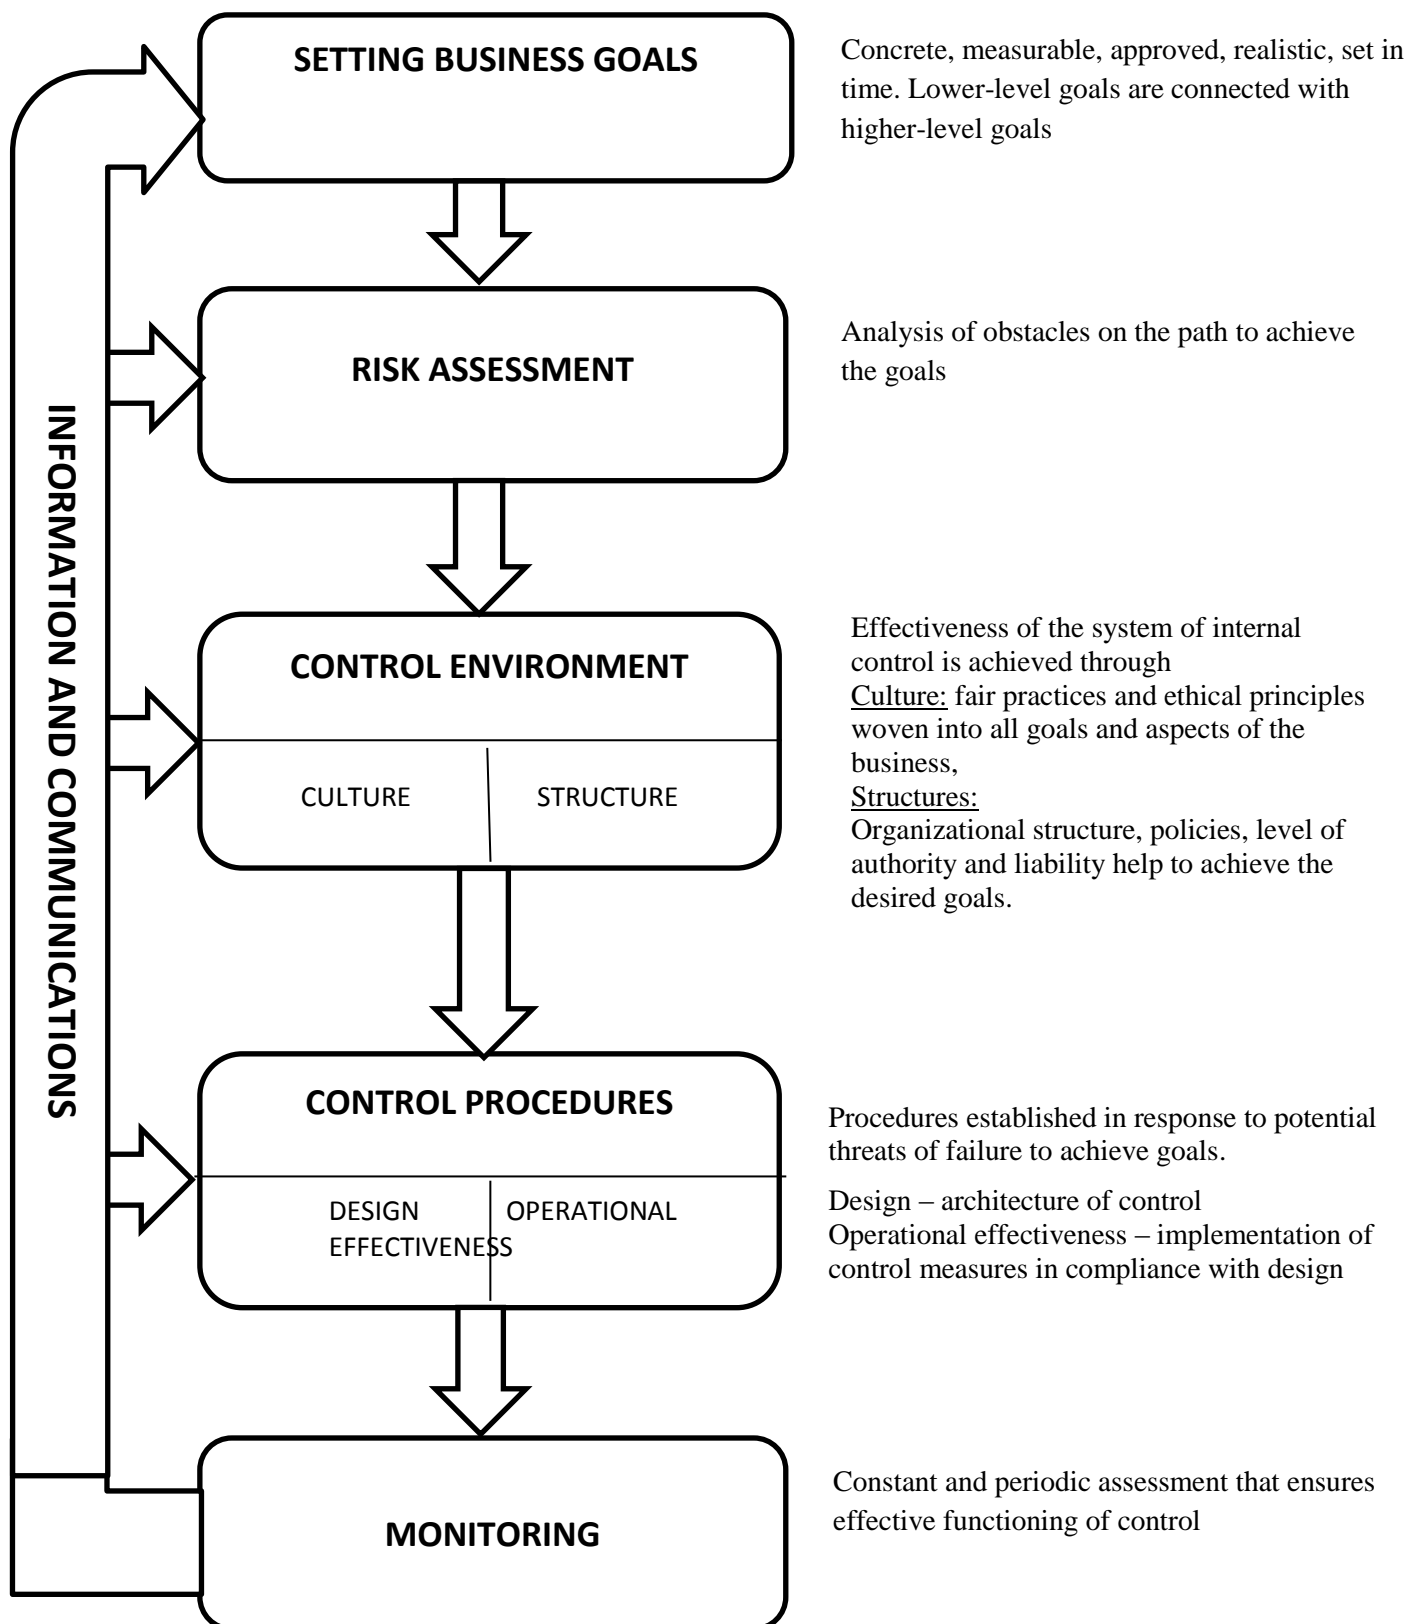 SETTING BUSINESS GOALS
Concrete, measurable, approved, realistic, set in
time. Lower-level goals are connected with
higher-level goals
RISK ASSESSMENT
Analysis of obstacles on the path to achieve
the goals
INFORMATION AND COMMUNICATIONS
CONTROL ENVIRONMENT
CULTURE
STRUCTURE
Effectiveness of the system of internal
control is achieved through
Culture: fair practices and ethical principles
woven into all goals and aspects of the
business,
Structures:
Organizational structure, policies, level of
authority and liability help to achieve the
desired goals.
CONTROL PROCEDURES
DESIGN OPERATIONAL
EFFECTIVENESS
Procedures established in response to potential
threats of failure to achieve goals.
Design – architecture of control
Operational effectiveness – implementation of
control measures in compliance with design
MONITORING
Constant and periodic assessment that ensures
effective functioning of control